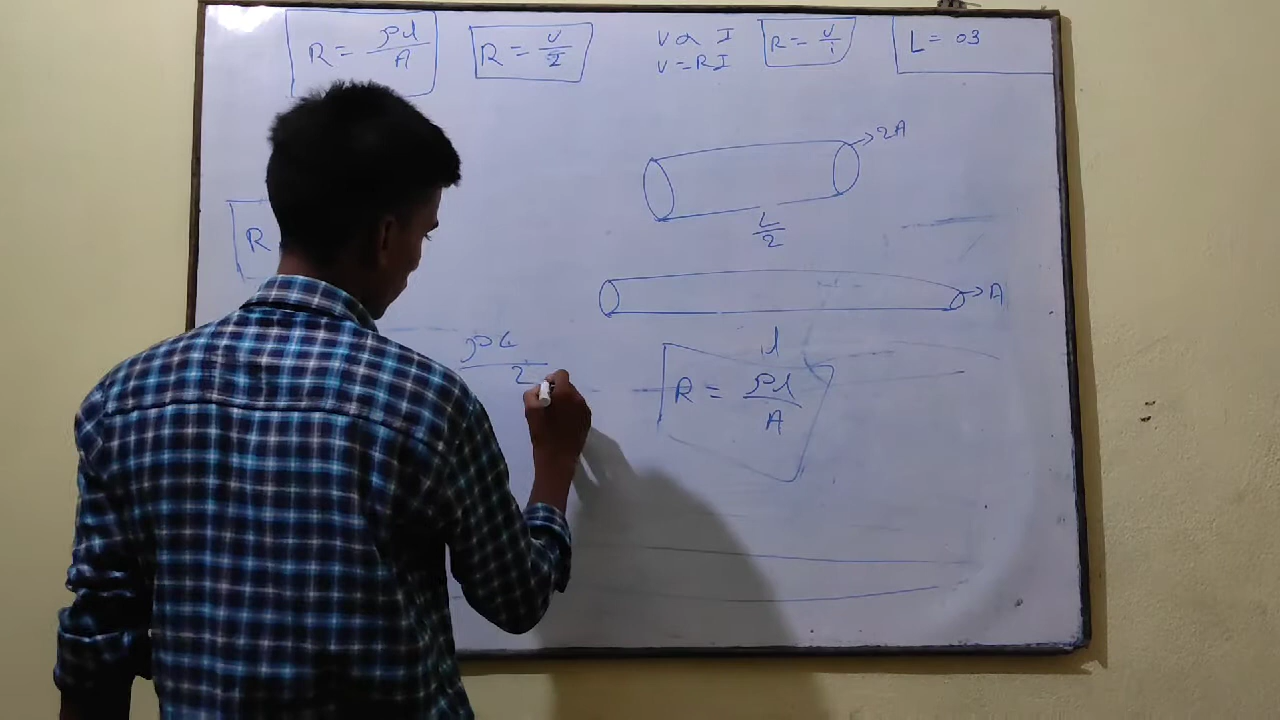 R = ρl/A
R = V/I
V α I
V = RI
R = V/i
L = 03
2A
L/2
R
A
l
ρL
2
R = ρl/A